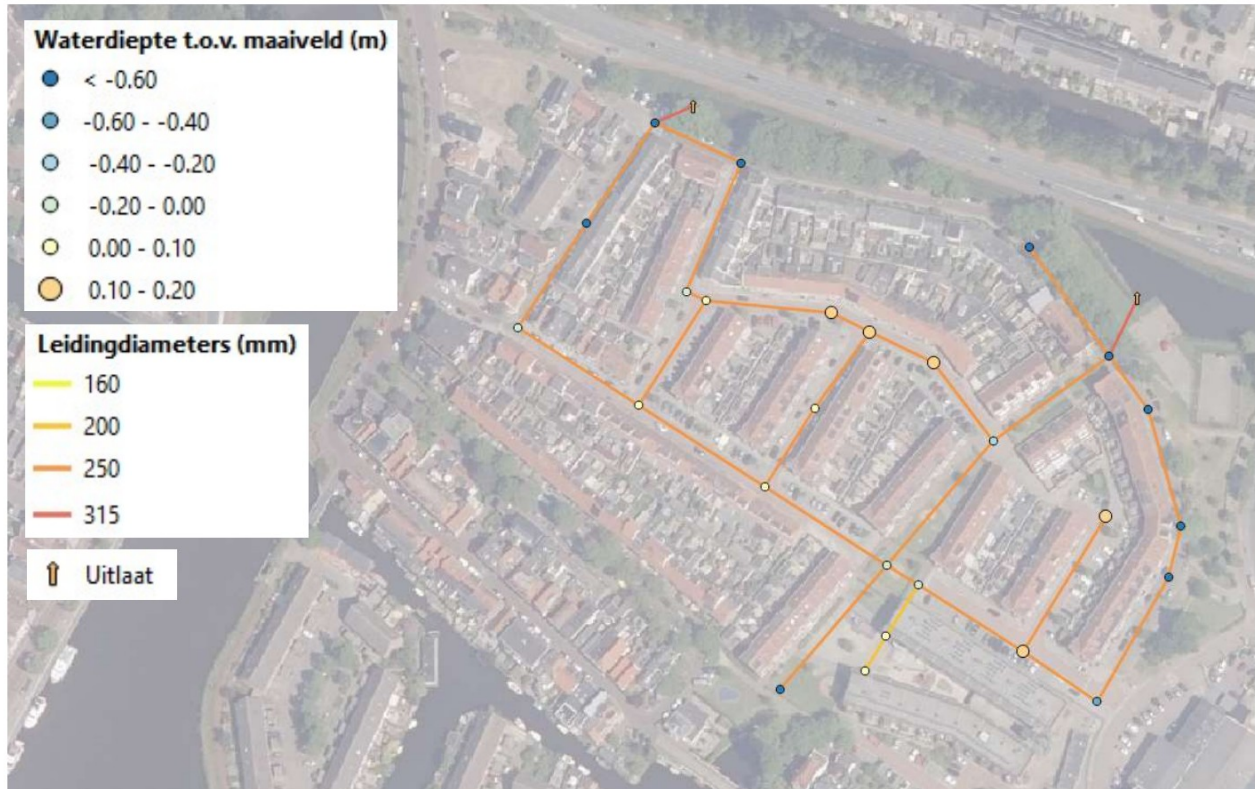 Waterdiepte t.o.v. maaiveld (m)
< -0.60
-0.60 - -0.40
-0.40 - -0.20
-0.20 - 0.00
0.00 - 0.10
0.10 - 0.20
Leidingdiameters (mm)
160
200
250
315
Uitlaat